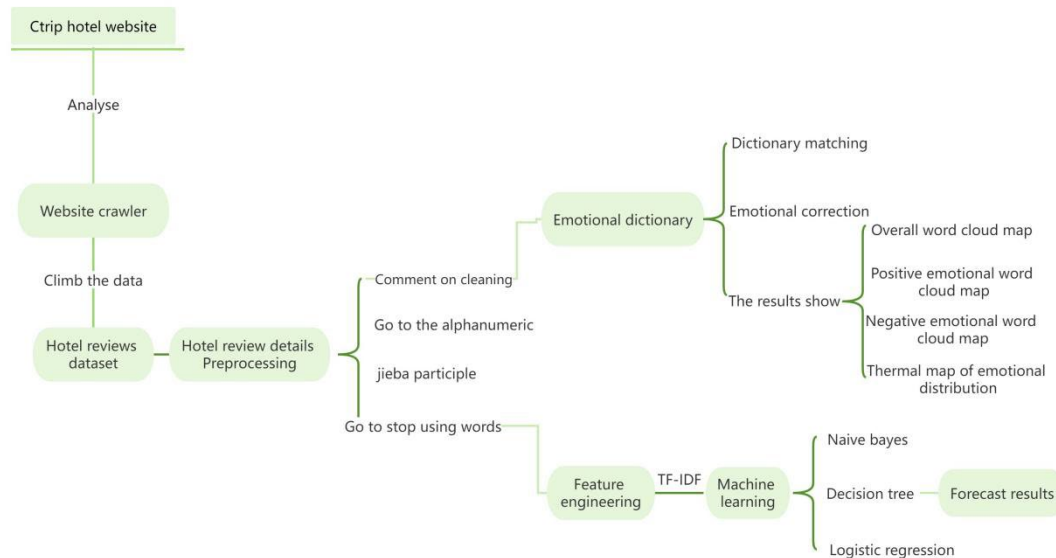 Ctrip hotel website
Analyse
Website crawler
Climb the data
Hotel reviews
dataset
Hotel review details
Preprocessing
Comment on cleaning
Go to the alphanumeric
jieba participle
Go to stop using words
Emotional dictionary
Dictionary matching
Emotional correction
The results show
Overall word cloud map
Positive emotional word
cloud map
Negative emotional word
cloud map
Thermal map of emotional
distribution
Feature
engineering
TF-IDF
Machine
learning
Naive bayes
Decision tree
Logistic regression
Forecast results